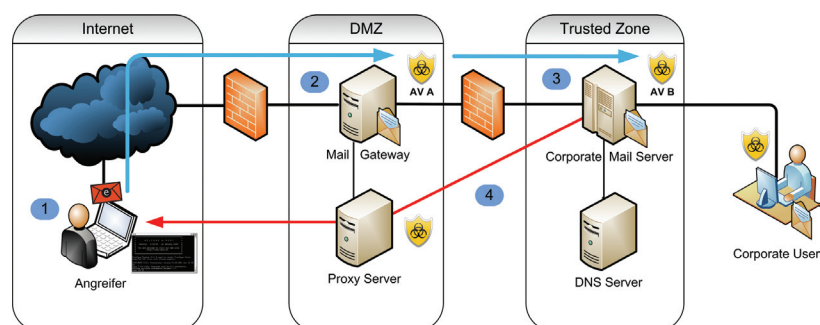 Internet
DMZ
Trusted Zone
2
AV A
3
AV B
Mail Gateway
Corporate Mail Server
1
e
4
Angreifer
Proxy Server
DNS Server
Corporate User